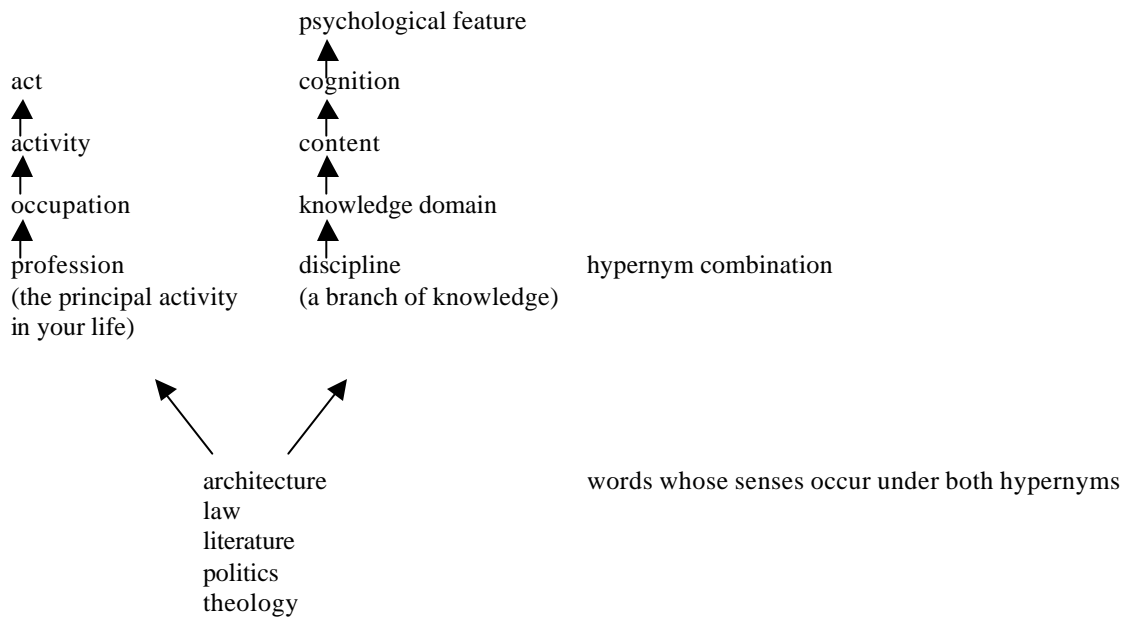 psychological feature
act cognition
activity content
occupation knowledge domain
profession discipline hypernym combination
(the principal activity (a branch of knowledge)
in your life)
architecture words whose senses occur under both hypernyms
law
literature
politics
theology